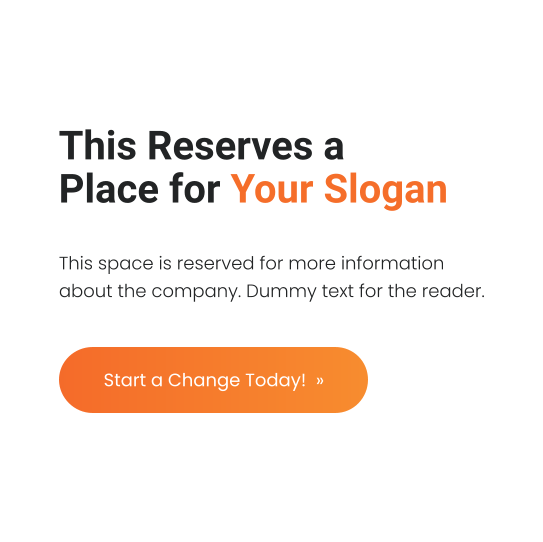 This Reserves a
Place for Your Slogan
This space is reserved for more information
about the company. Dummy text for the reader.
Start a Change Today! »